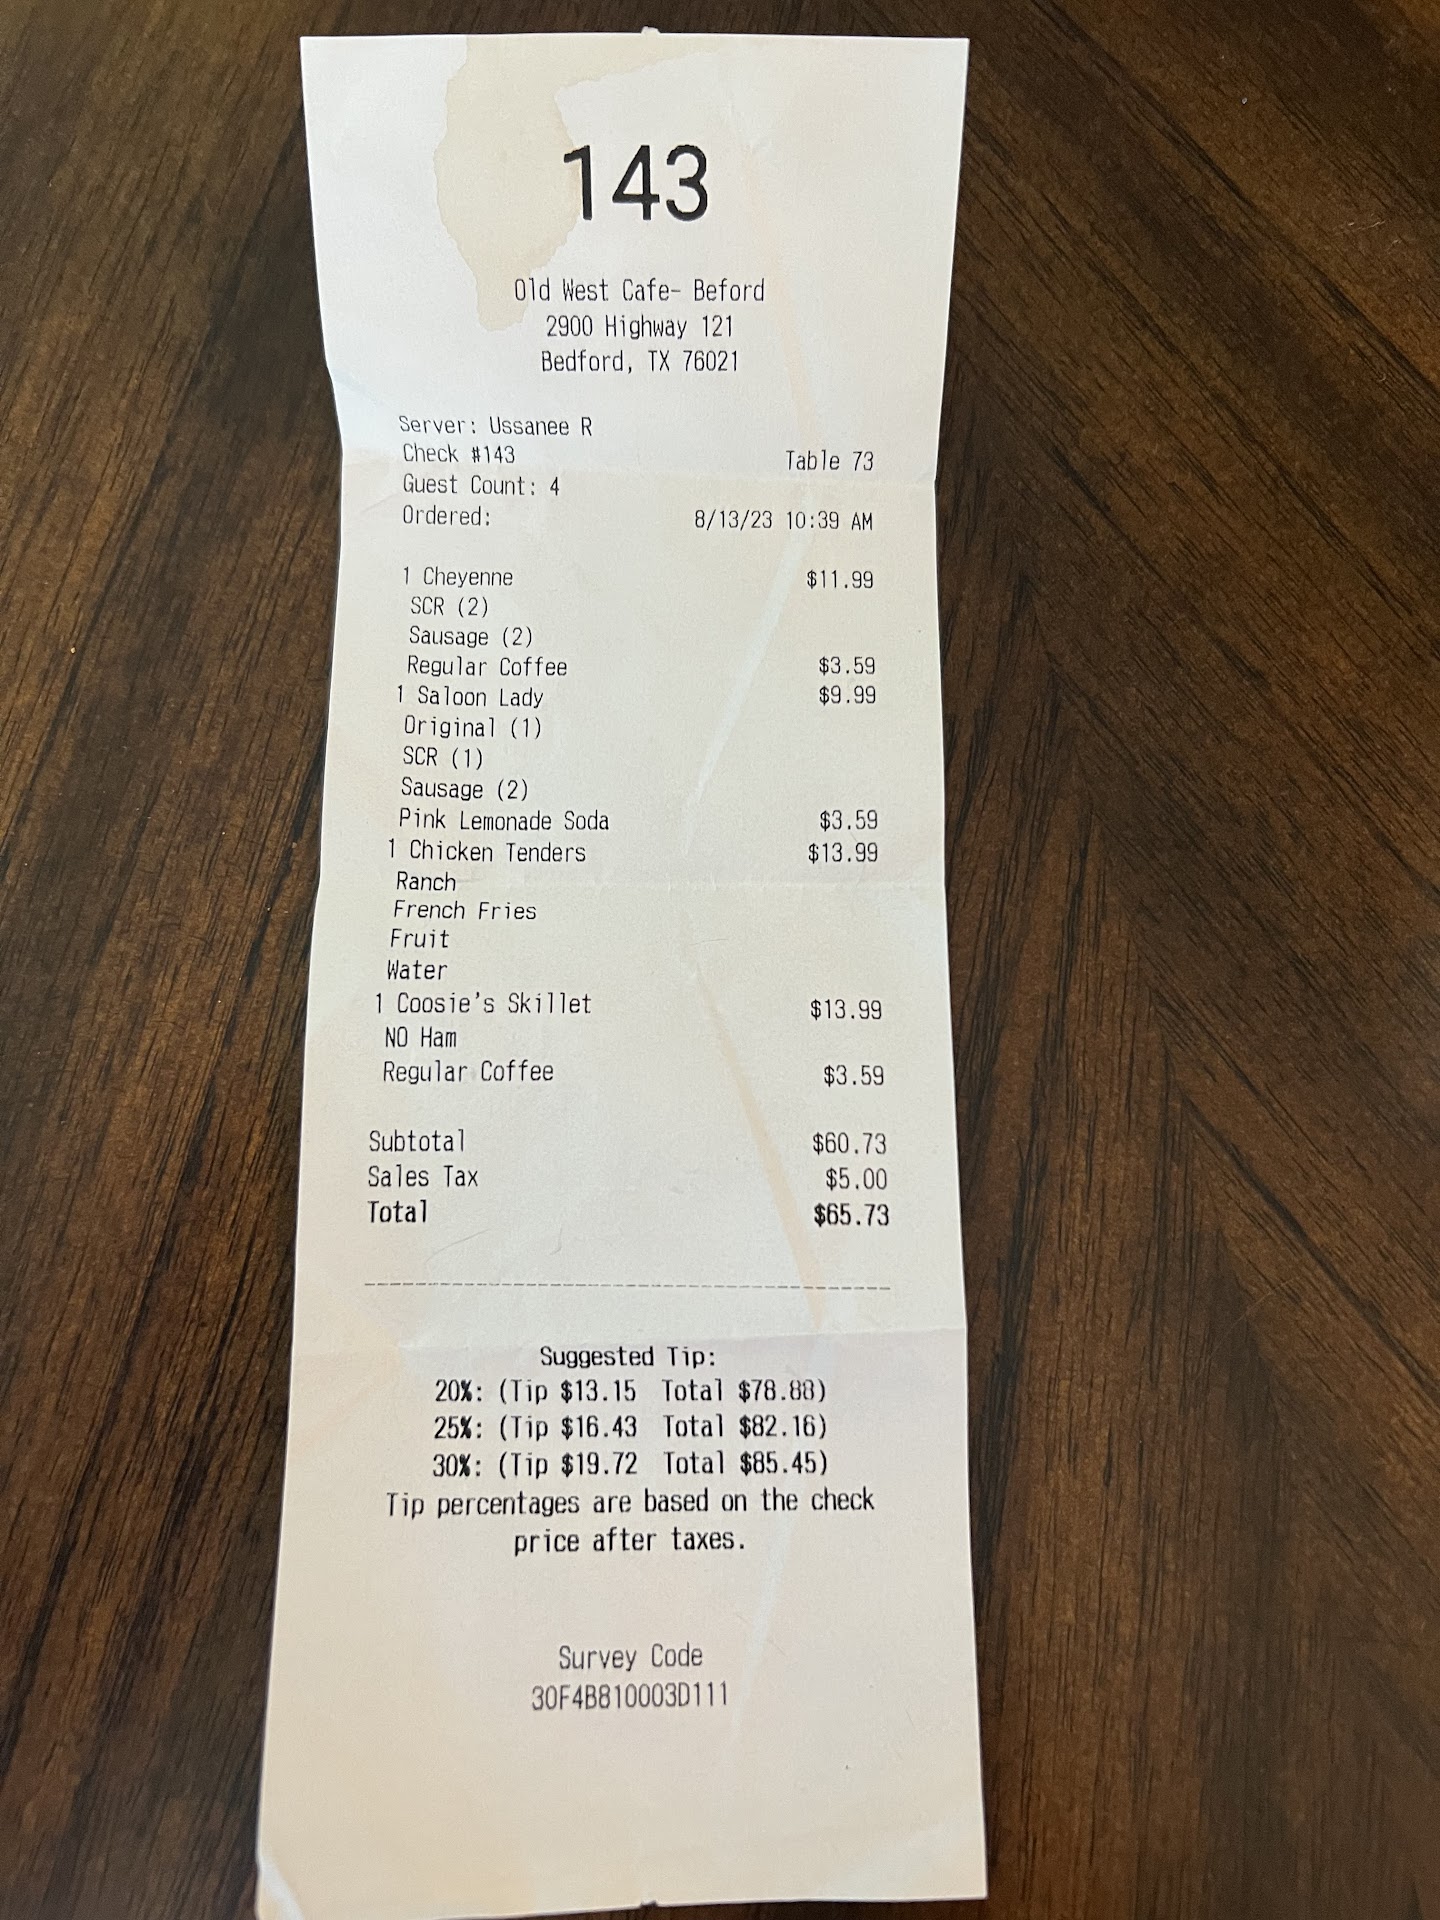 143
Old West Cafe- Beford
2900 Highway 121
Bedford, TX 76021
Server: Ussanee R
Check #143 Table 73
Guest Count: 4
Ordered: 8/13/23 10:39 AM
1 Cheyenne $11.99
SCR (2)
Sausage (2)
Regular Coffee $3.59
1 Saloon Lady $9.99
Original (1)
SCR (1)
Sausage (2)
Pink Lemonade Soda $3.59
1 Chicken Tenders $13.99
Ranch
French Fries
Fruit
Water
1 Coosie's Skillet $13.99
NO Ham
Regular Coffee $3.59
Subtotal $60.73
Sales Tax $5.00
Total $65.73
Suggested Tip:
20%: (Tip $13.15 Total $78.88)
25%: (Tip $16.43 Total $82.16)
30%: (Tip $19.72 Total $85.45)
Tip percentages are based on the check
price after taxes.
Survey Code
30F4B810003D111